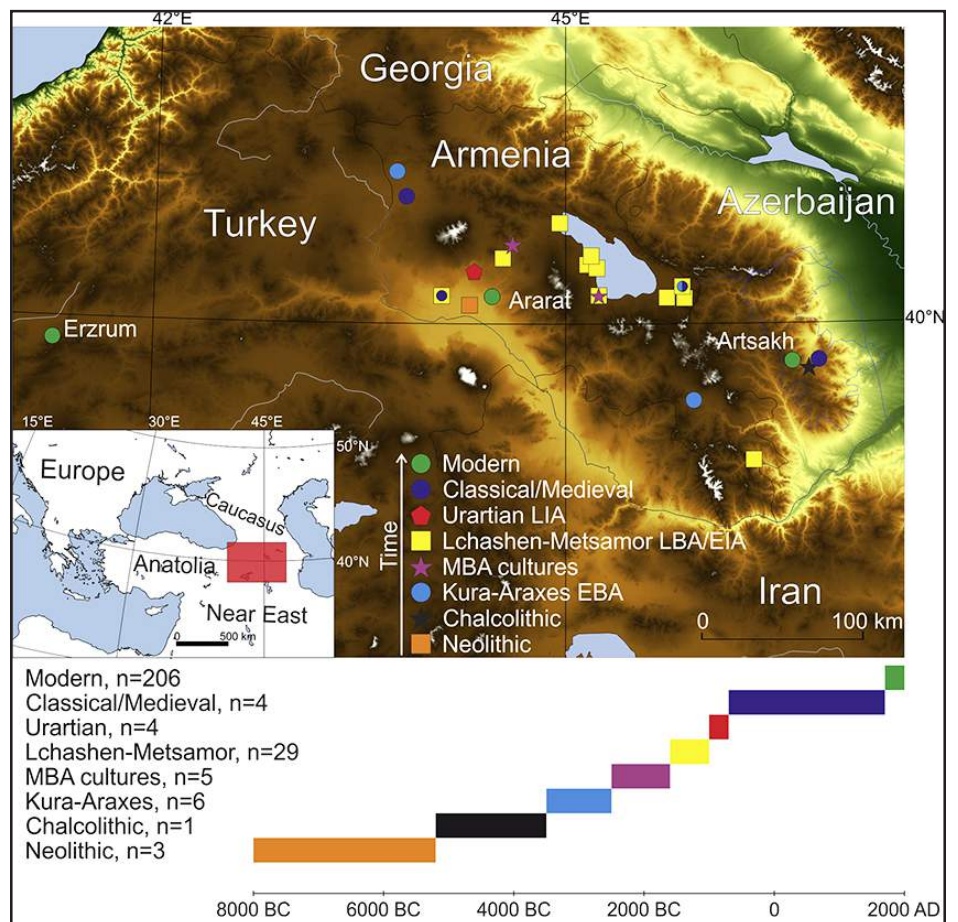 42°E
45°E
Georgia
Armenia
Azerbaijan
Turkey
Ararat
40°N
Erzrum
Artsakh
15°E
30°E
45°E
50°N
Europe
Caucasus
40°N
Anatolia
Near East
0
500 km
Time
Modern
Classical/Medieval
Urartian LIA
Lchashen-Metsamor LBA/EIA
MBA cultures
Kura-Araxes EBA
Chalcolithic
Neolithic
Iran
0
100 km
Modern, n=206
Classical/Medieval, n=4
Urartian, n=4
Lchashen-Metsamor, n=29
MBA cultures, n=5
Kura-Araxes, n=6
Chalcolithic, n=1
Neolithic, n=3
8000 BC
6000 BC
4000 BC
2000 BC
0
2000 AD